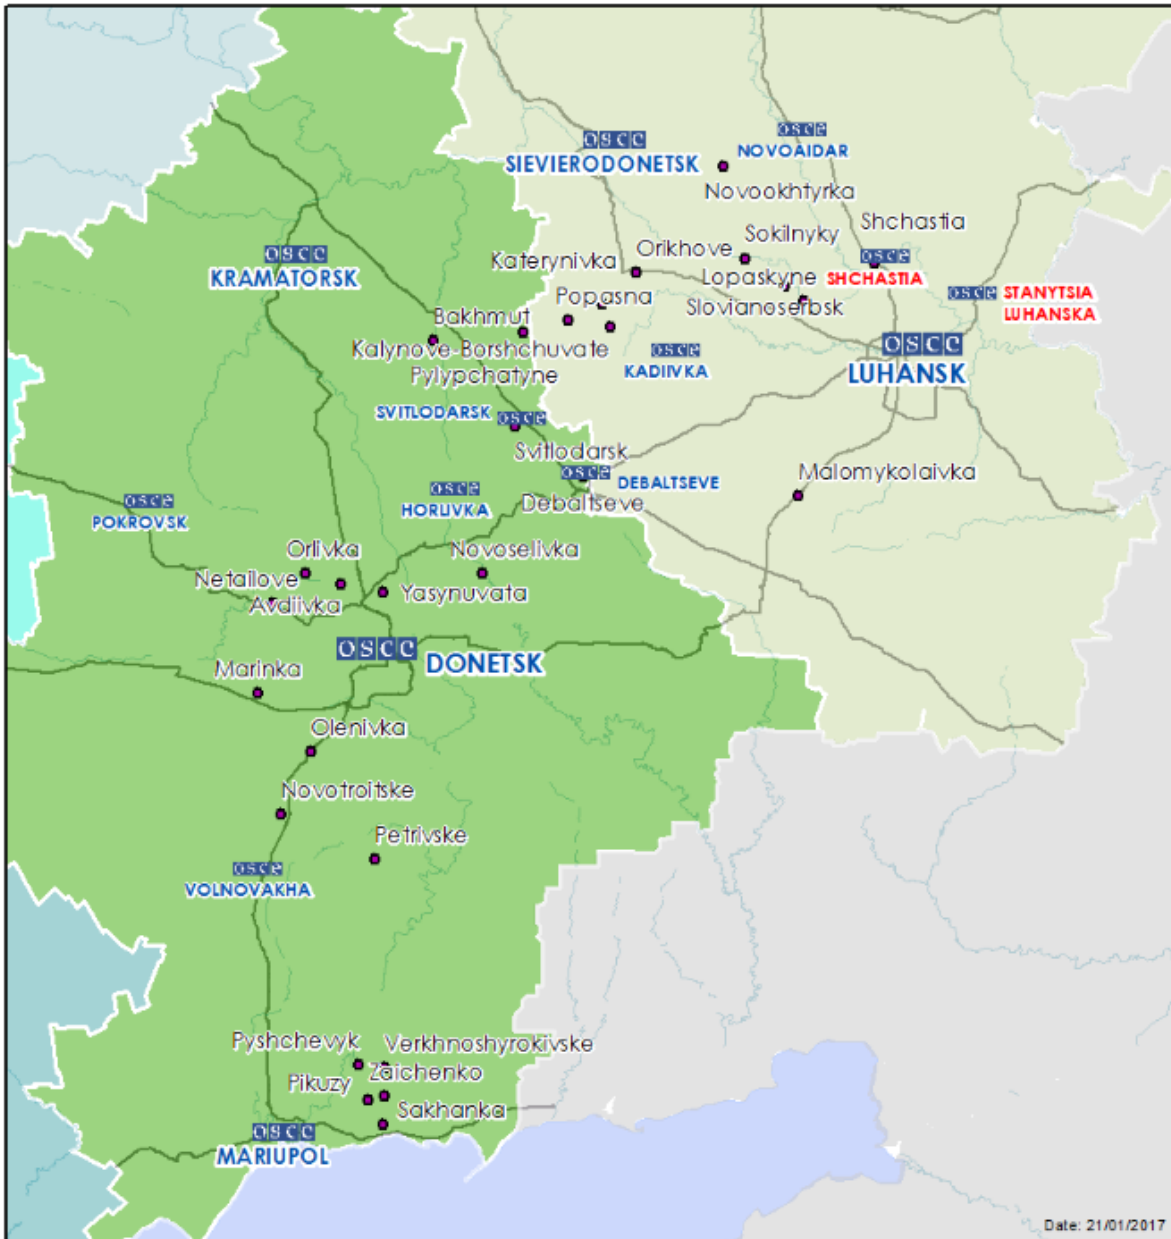 osce
NOVOAIDAR
osce
SIEVIERODONETSK
Novookhtyrka
Shchastia
Sokilnyky
osce
KRAMATORSK
Orikhove
Katerynivka
osce
SHCHASTIA
Lopaskyne
osce
STANYTSIA
LUHANSKA
Popasna
Slovianoserbsk
Bakhmut
osce
LUHANSK
Kalynove-Borshchuvate
osce
KADIIVKA
Pylypchatyne
SVITLODARSK
osce
Svitlodarsk
osce
DEBALTSEVE
Malomykolaivka
osce
HORLIVKA
Debaltseve
osce
POKROVSK
Orlivka
Novoselivka
Netailove
Avdiivka
Yasynuvata
osce
DONETSK
Marinka
Olenivka
Novotroitske
Petrivske
osce
VOLNOVAKHA
Pyshchevyk
Verkhnoshyrokivske
Zaichenko
Pikuzy
Sakhanka
osce
MARIUPOL
Date: 21/01/2017